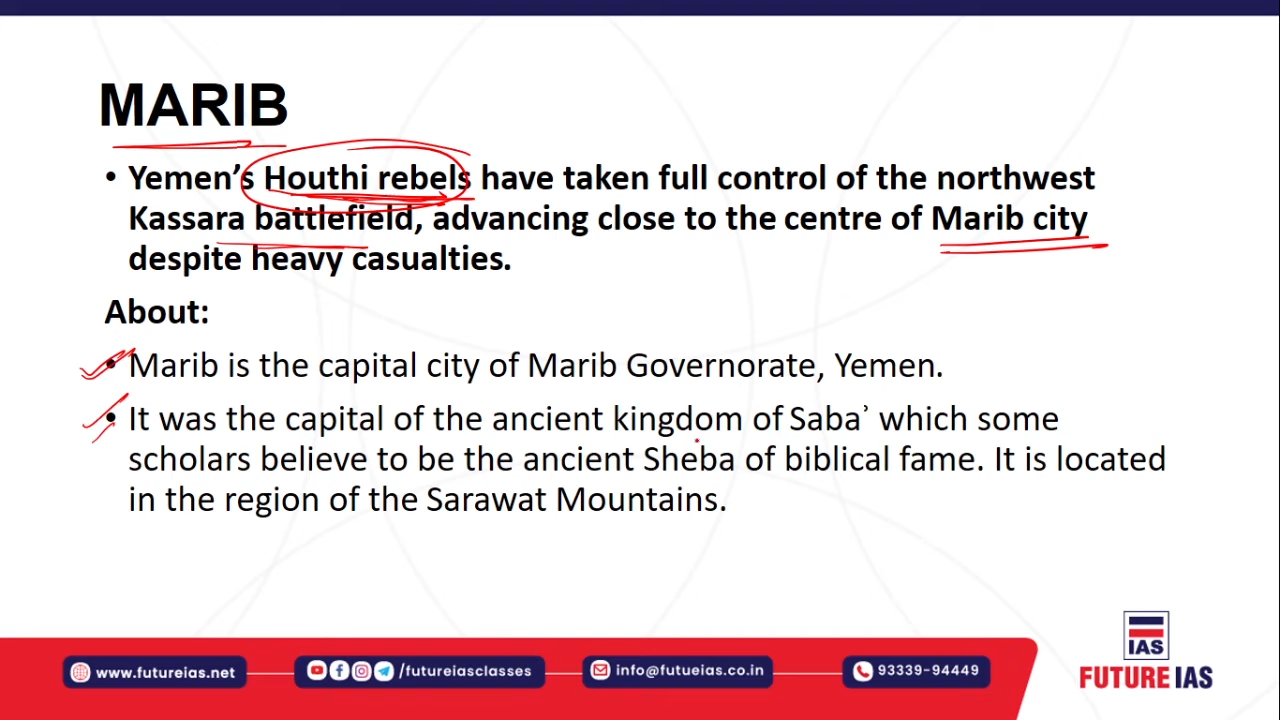 MARIB
• Yemen’s Houthi rebels have taken full control of the northwest
Kassara battlefield, advancing close to the centre of Marib city
despite heavy casualties.
About:
• Marib is the capital city of Marib Governorate, Yemen.
• It was the capital of the ancient kingdom of Sabaʾ which some
scholars believe to be the ancient Sheba of biblical fame. It is located
in the region of the Sarawat Mountains.
IAS
FUTURE IAS
www.futureias.net
/futureiasclasses
info@futueias.co.in
93339-94449